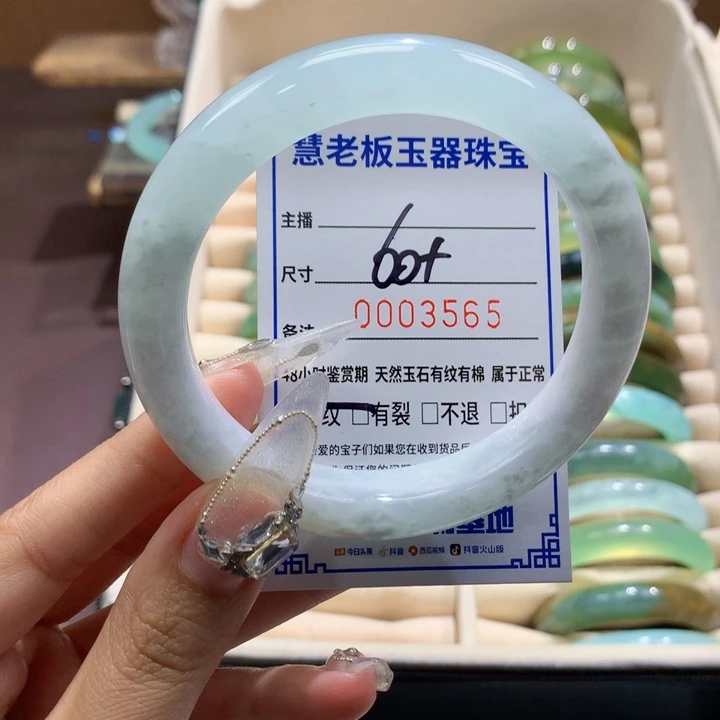 慧老板玉器珠宝
主播
尺寸 60+
0003565
备注
48小时鉴赏期 天然玉石有纹有棉 属于正常
纹 □有裂 □不退 □
爱的宝子们如果您在收到货品后
基地
今日头条 抖音 西瓜视频 抖音火山版